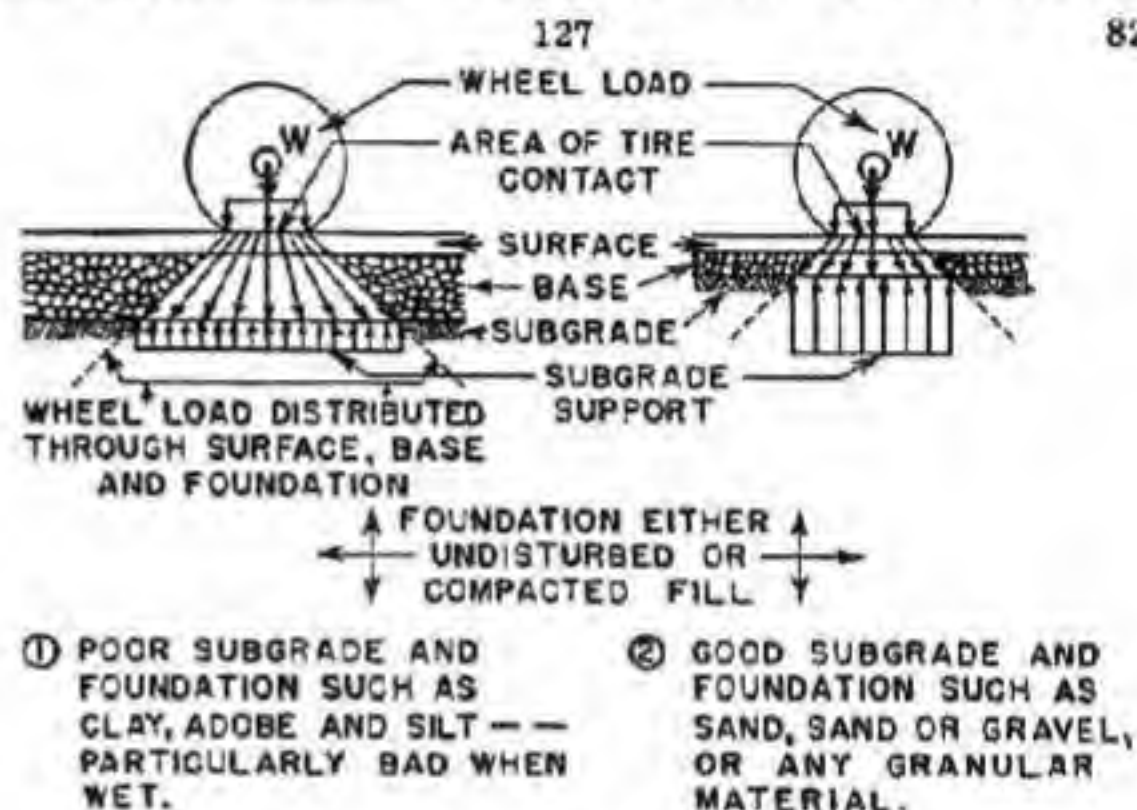 127
82
WHEEL LOAD
W
W
AREA OF TIRE
CONTACT
SURFACE
BASE
SUBGRADE
SUBGRADE
SUPPORT
WHEEL LOAD DISTRIBUTED
THROUGH SURFACE, BASE
AND FOUNDATION
FOUNDATION EITHER
UNDISTURBED OR
COMPACTED FILL
① POOR SUBGRADE AND
FOUNDATION SUCH AS
CLAY, ADOBE AND SILT — —
PARTICULARLY BAD WHEN
WET.
② GOOD SUBGRADE AND
FOUNDATION SUCH AS
SAND, SAND OR GRAVEL,
OR ANY GRANULAR
MATERIAL.